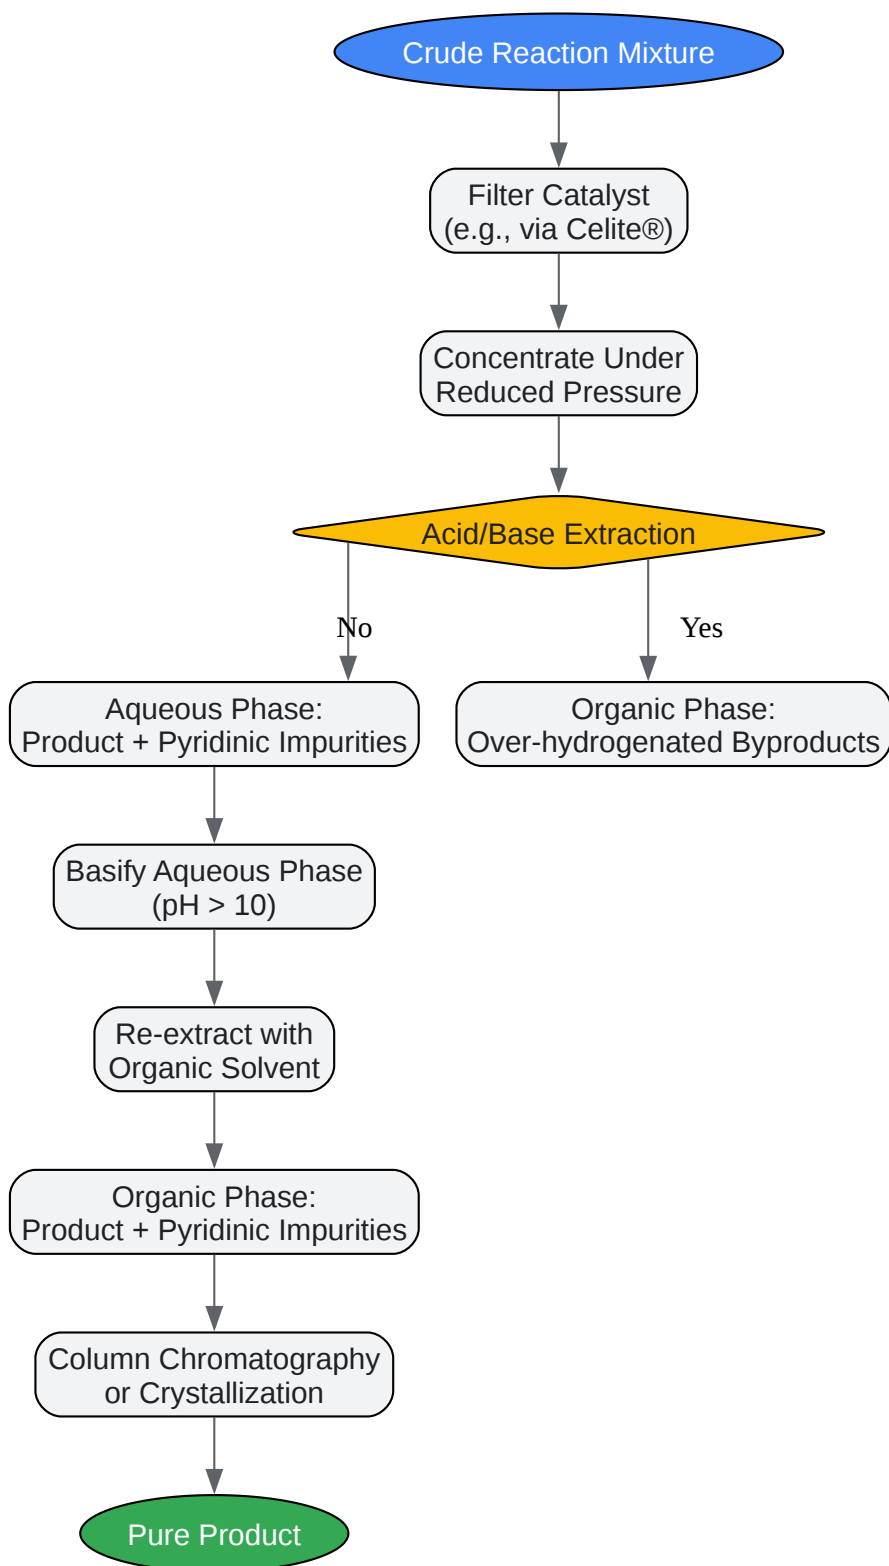 Crude Reaction Mixture
Filter Catalyst
(e.g., via Celite®)
Concentrate Under
Reduced Pressure
Acid/Base Extraction
No
Yes
Aqueous Phase:
Product + Pyridinic Impurities
Organic Phase:
Over-hydrogenated Byproducts
Basify Aqueous Phase
(pH > 10)
Re-extract with
Organic Solvent
Organic Phase:
Product + Pyridinic Impurities
Column Chromatography
or Crystallization
Pure Product